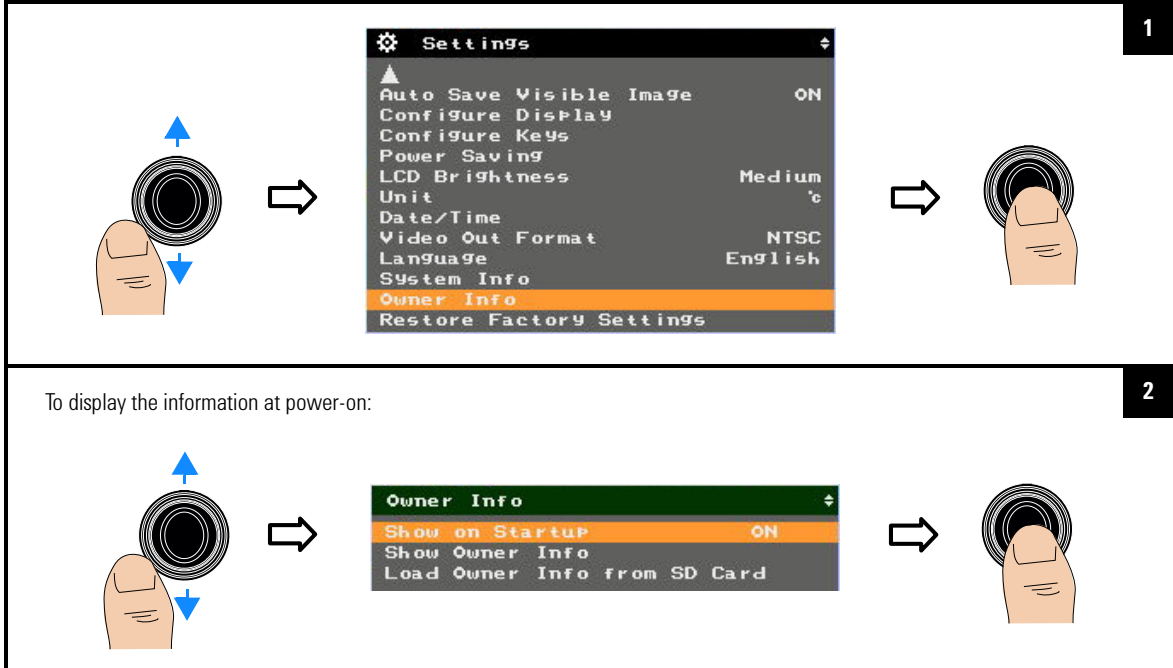 1
Settings
Auto Save Visible Image ON
Configure Display
Configure Keys
Power Saving
LCD Brightness Medium
Unit °c
Date/Time
Video Out Format NTSC
Language English
System Info
Owner Info
Restore Factory Settings
2
To display the information at power-on:
Owner Info
Show on Startup ON
Show Owner Info
Load Owner Info from SD Card